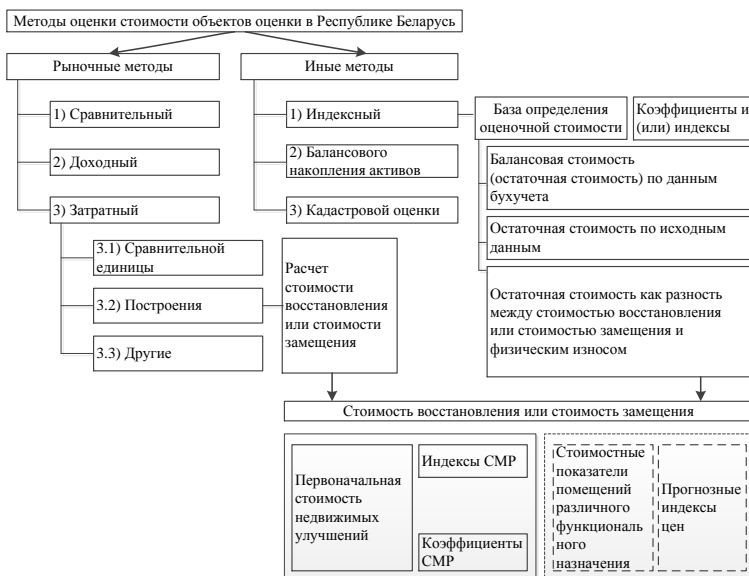 Методы оценки стоимости объектов оценки в Республике Беларусь
Рыночные методы
Иные методы
1) Сравнительный
2) Доходный
3) Затратный
3.1) Сравнительной
единицы
3.2) Построения
3.3) Другие
1) Индексный
2) Балансового
накопления активов
3) Кадастровой оценки
Расчет
стоимости
восстановления
или стоимости
замещения
База определения
оценочной стоимости
Коэффициенты и
(или) индексы
Балансовая стоимость
(остаточная стоимость) по данным
бухучета
Остаточная стоимость по исходным
данным
Остаточная стоимость как разность
между стоимостью восстановления
или стоимостью замещения и
физическим износом
Стоимость восстановления или стоимость замещения
Первоначальная
стоимость
недвижимых
улучшений
Индексы СМР
Коэффициенты
СМР
Стоимостные
показатели
помещений
различного
функциональ
ного
назначения
Прогнозные
индексы
цен